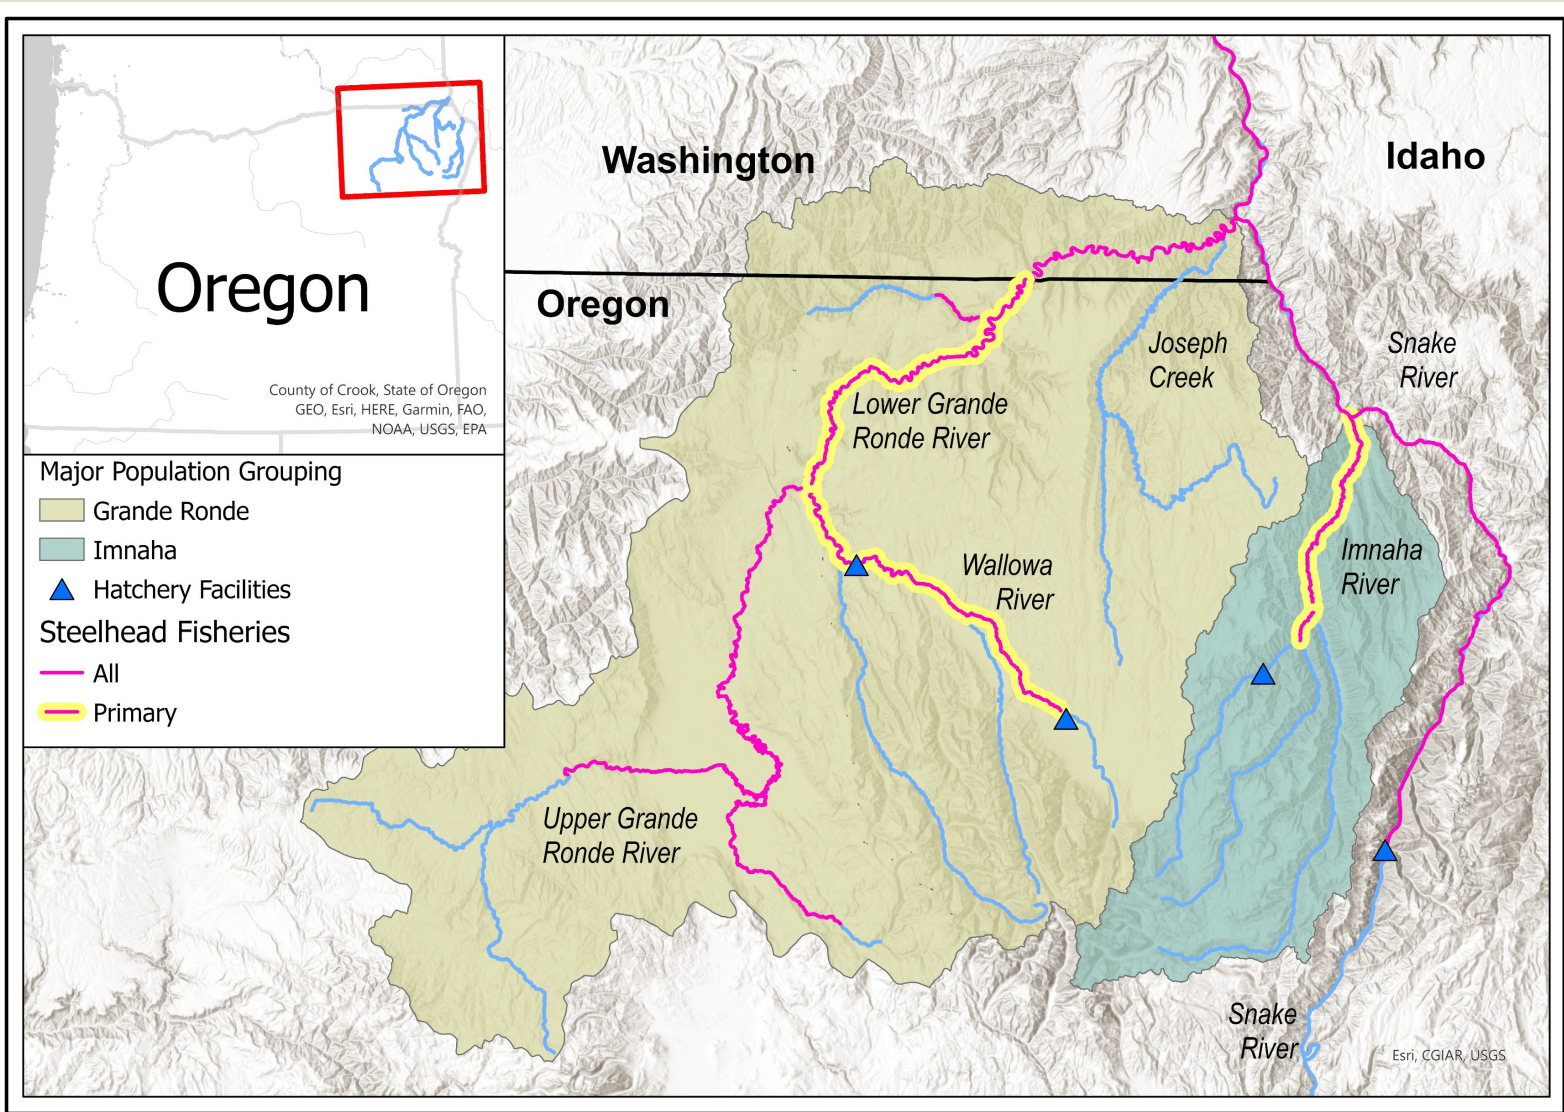 Oregon
County of Crook, State of Oregon
GEO, Esri, HERE, Garmin, FAO,
NOAA, USGS, EPA
Major Population Grouping
Grande Ronde
Imnaha
Hatchery Facilities
Steelhead Fisheries
All
Primary
Washington
Idaho
Oregon
Joseph
Creek
Snake
River
Lower Grande
Ronde River
Wallowa
River
Imnaha
River
Upper Grande
Ronde River
Snake
River
Esri, CGIAR, USGS